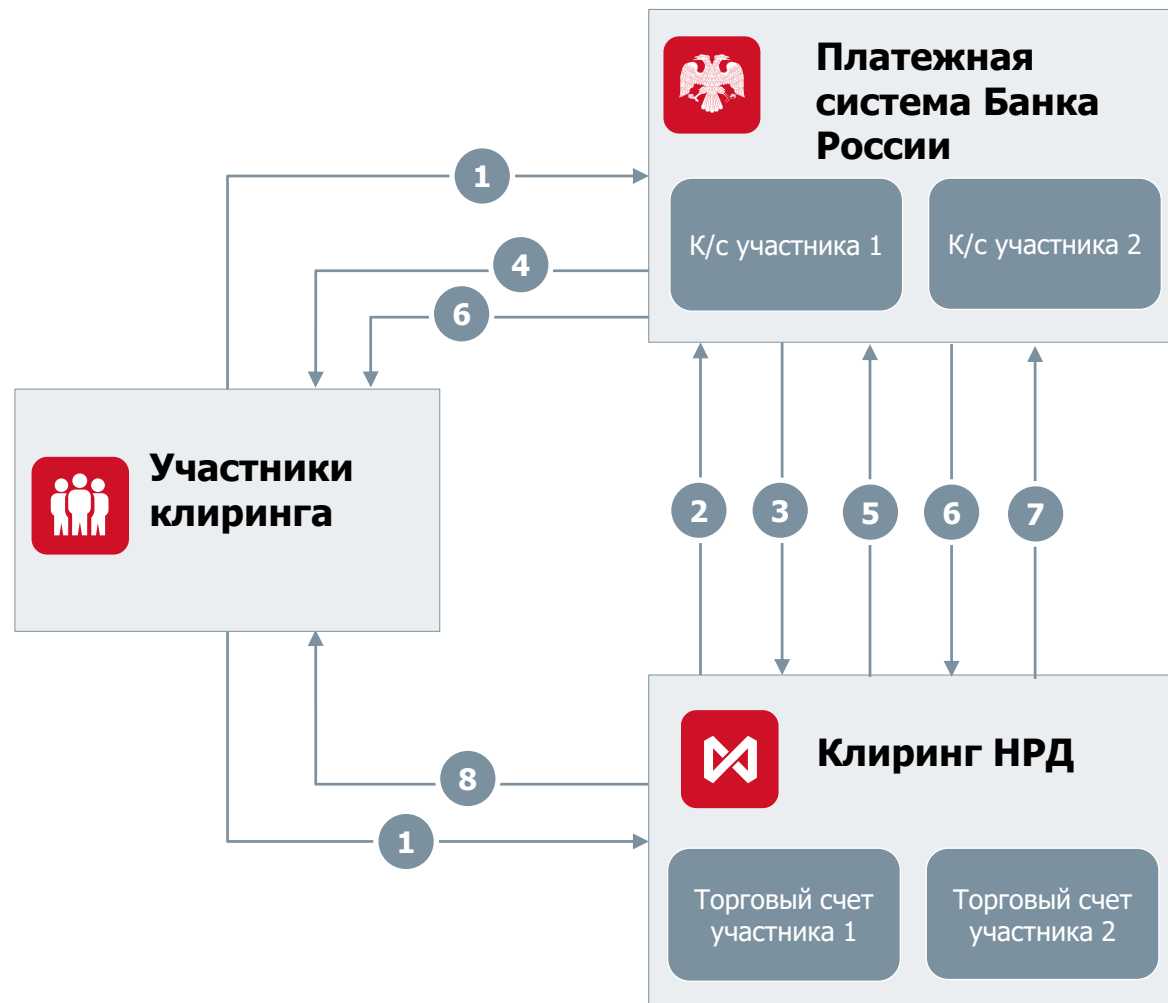 Платежная
система Банка
России
1
К/с участника 1
К/с участника 2
4
6
Участники
клиринга
2
3
5
6
7
Клиринг НРД
8
1
Торговый счет
участника 1
Торговый счет
участника 2